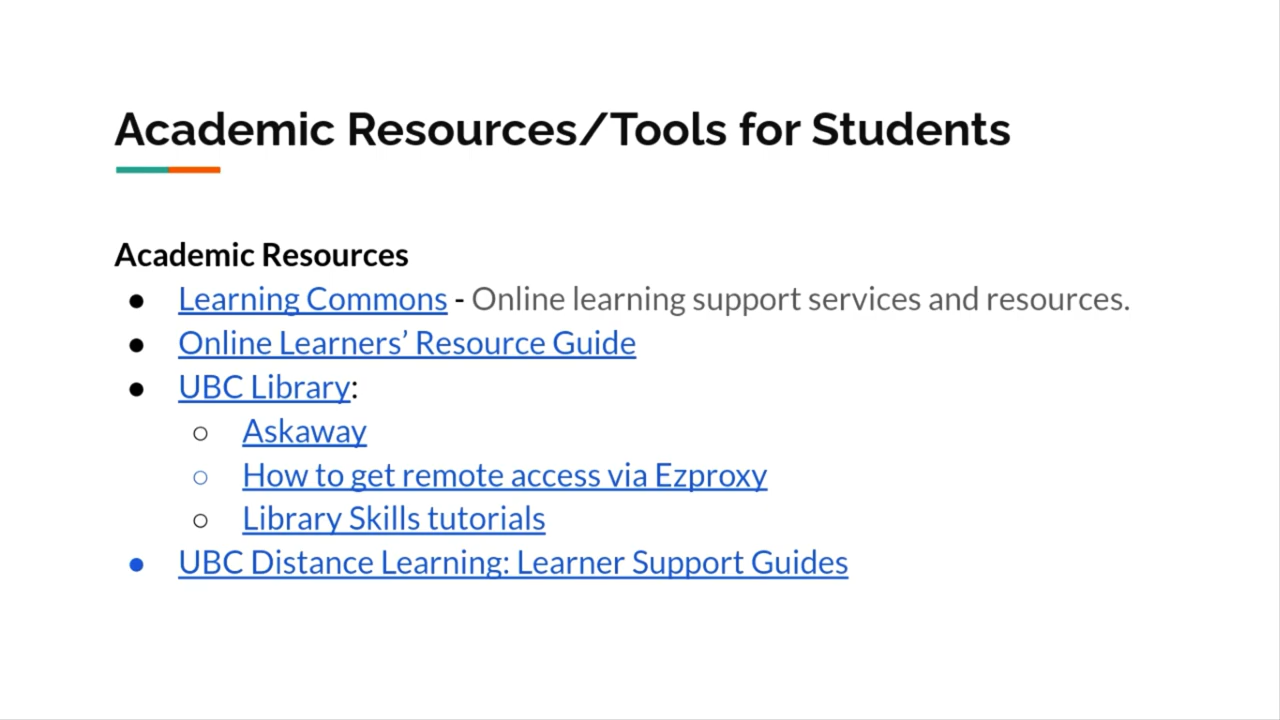 Academic Resources/Tools for Students
Academic Resources
● Learning Commons - Online learning support services and resources.
● Online Learners’ Resource Guide
● UBC Library:
○ Askaway
○ How to get remote access via Ezproxy
○ Library Skills tutorials
● UBC Distance Learning: Learner Support Guides